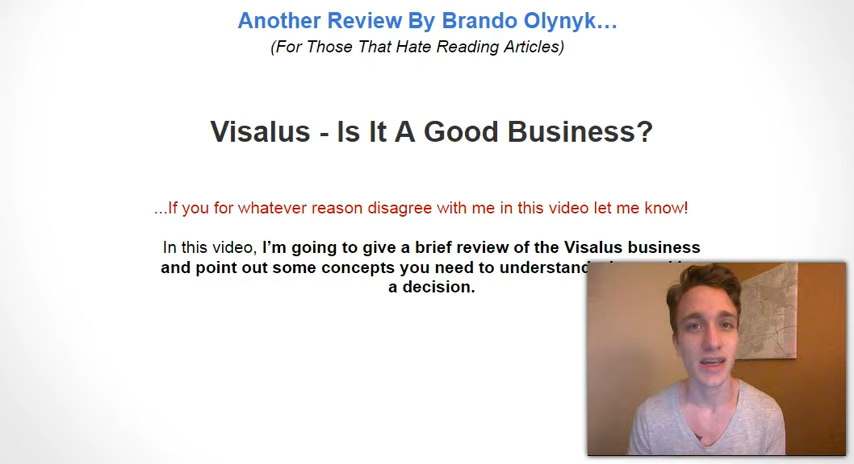 Another Review By Brando Olynyk…
(For Those That Hate Reading Articles)
Visalus - Is It A Good Business?
...If you for whatever reason disagree with me in this video let me know!
In this video, I'm going to give a brief review of the Visalus business
and point out some concepts you need to understand
a decision.